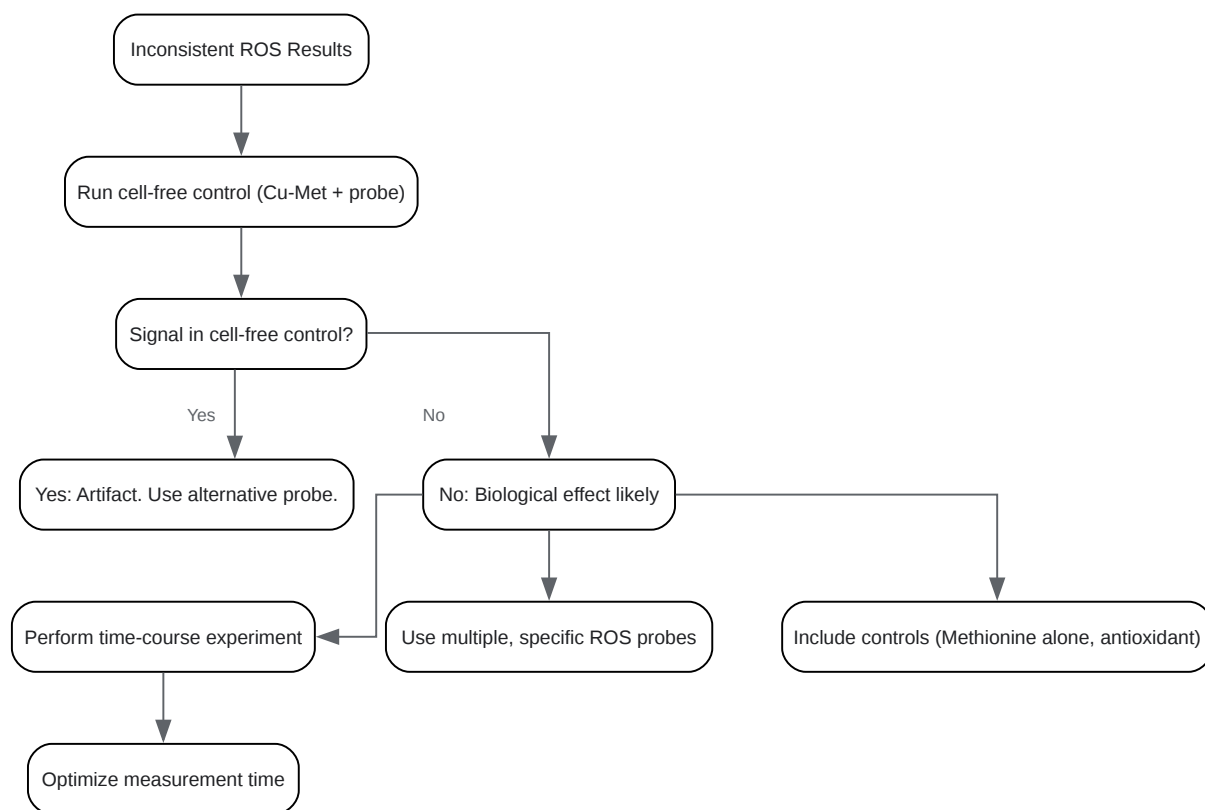 Inconsistent ROS Results
Run cell-free control (Cu-Met + probe)
Signal in cell-free control?
Yes
No
Yes: Artifact. Use alternative probe.
No: Biological effect likely
Perform time-course experiment
Use multiple, specific ROS probes
Include controls (Methionine alone, antioxidant)
Optimize measurement time